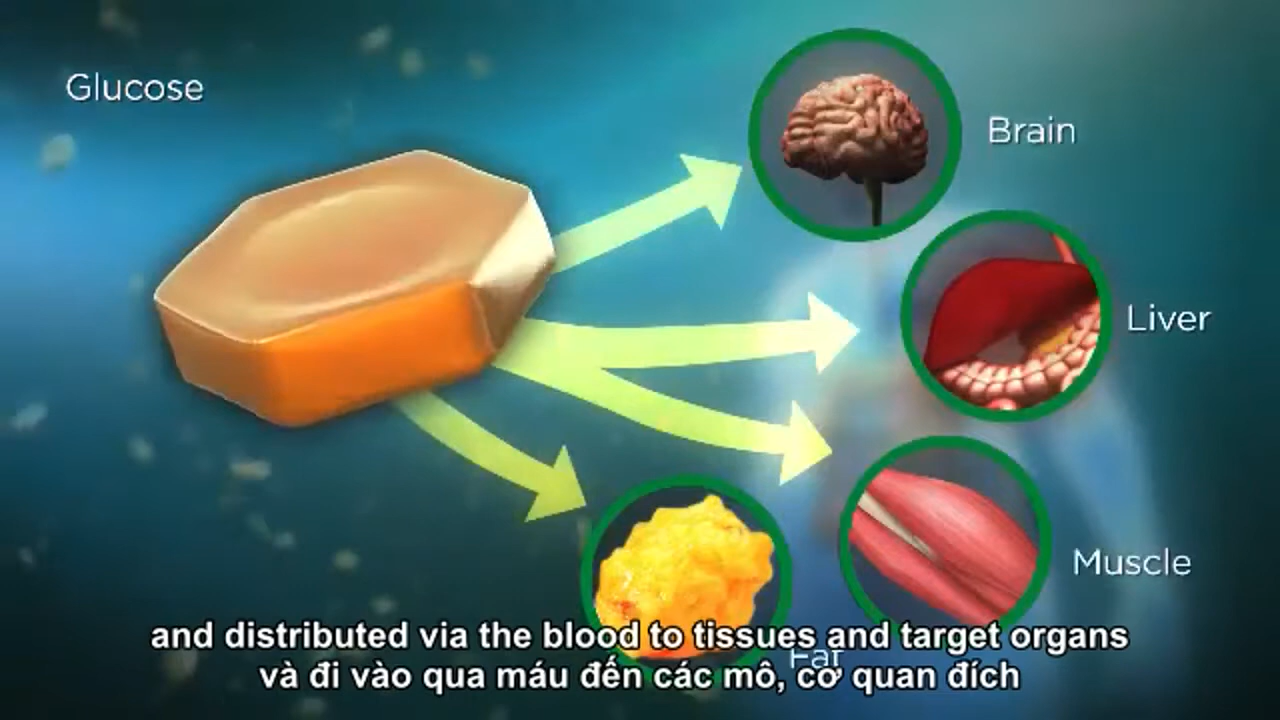 Glucose
Brain
Liver
Muscle
Fat
and distributed via the blood to tissues and target organs
và đi vào qua máu đến các mô, cơ quan đích